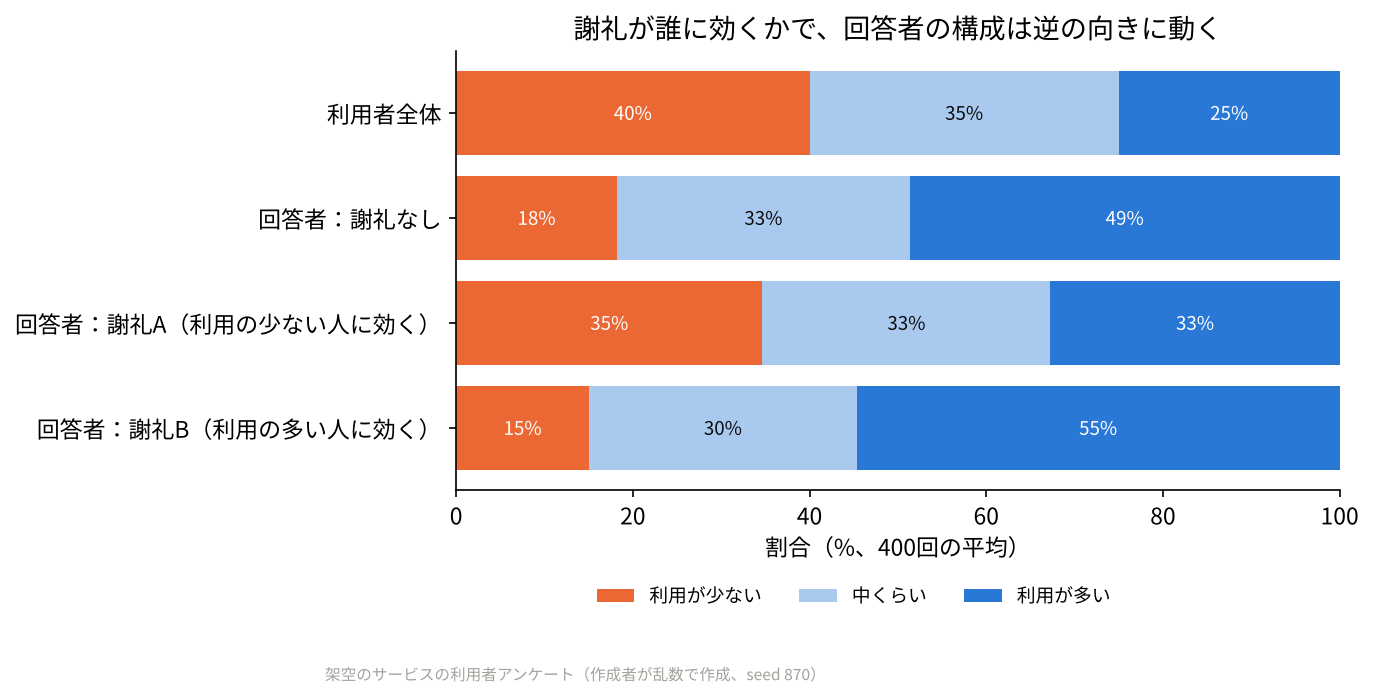 謝礼が誰に効くかで、回答者の構成は逆の向きに動く
利用者全体
40%
35%
25%
回答者：謝礼なし
18%
33%
49%
回答者：謝礼A（利用の少ない人に効く）
35%
33%
33%
回答者：謝礼B（利用の多い人に効く）
15%
30%
55%
0
20
40
60
80
100
割合（%、400回の平均）
利用が少ない
中くらい
利用が多い
架空のサービスの利用者アンケート（作成者が乱数で作成、seed 870）